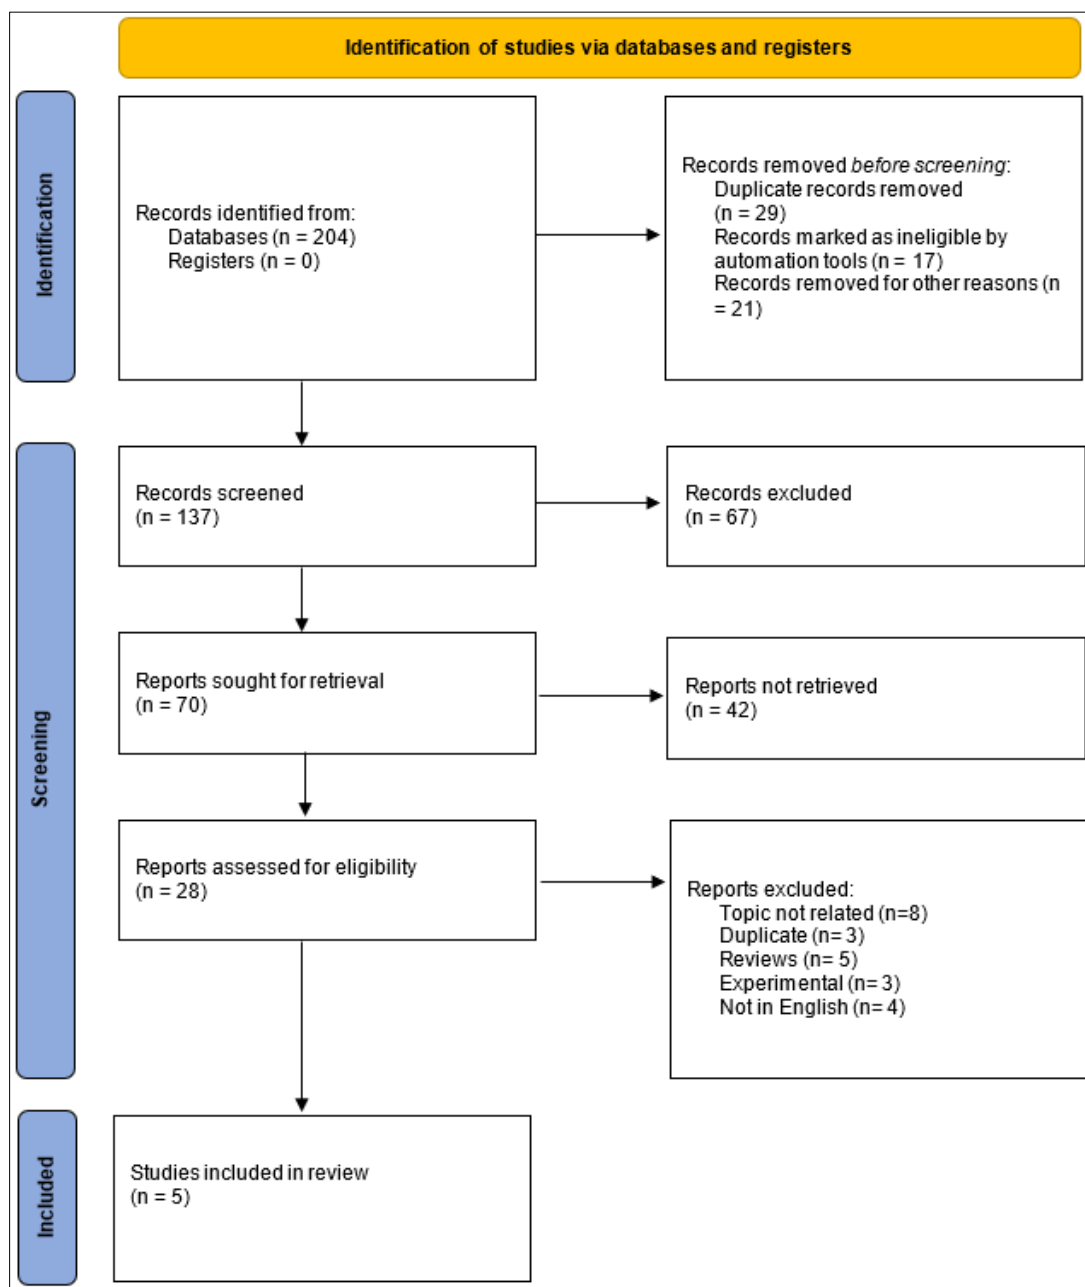 Identification of studies via databases and registers
Identification
Records identified from:
Databases (n = 204)
Registers (n = 0)
Records removed before screening:
Duplicate records removed
(n = 29)
Records marked as ineligible by
automation tools (n = 17)
Records removed for other reasons (n
= 21)
Screening
Records screened
(n = 137)
Records excluded
(n = 67)
Reports sought for retrieval
(n = 70)
Reports not retrieved
(n = 42)
Reports assessed for eligibility
(n = 28)
Reports excluded:
Topic not related (n=8)
Duplicate (n= 3)
Reviews (n= 5)
Experimental (n= 3)
Not in English (n= 4)
Included
Studies included in review
(n = 5)